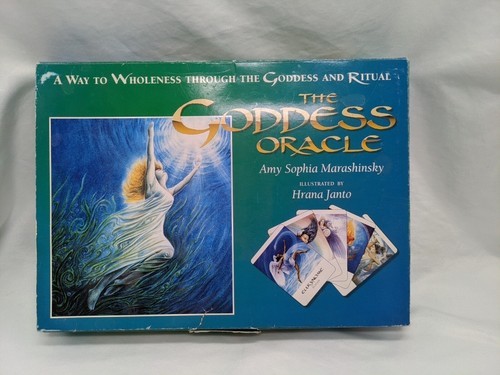 A Way to Wholeness through the Goddess and Ritual
THE
GODDESS
ORACLE
Amy Sophia Marashinsky
ILLUSTRATED BY
Hrana Janto